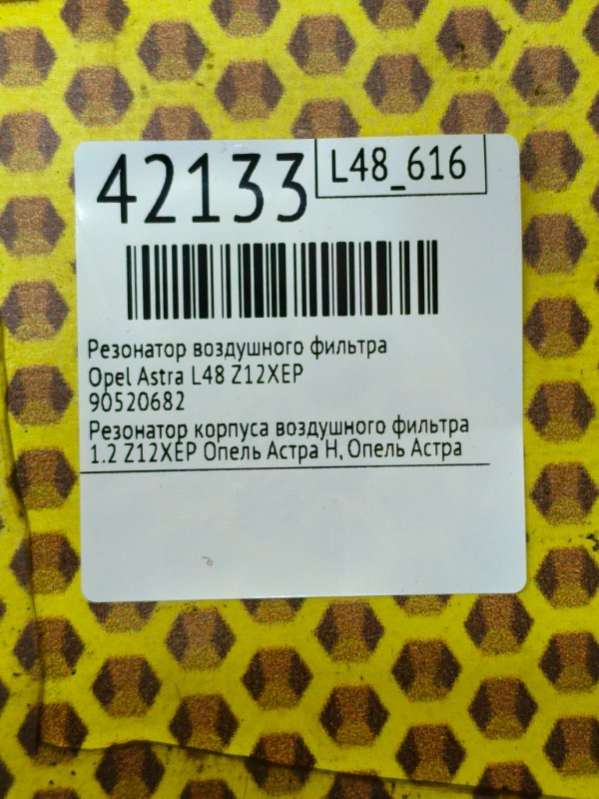 42133
L48_616
Резонатор воздушного фильтра
Opel Astra L48 Z12XEP
90520682
Резонатор корпуса воздушного фильтра
1.2 Z12XEP Опель Астра H, Опель Астра